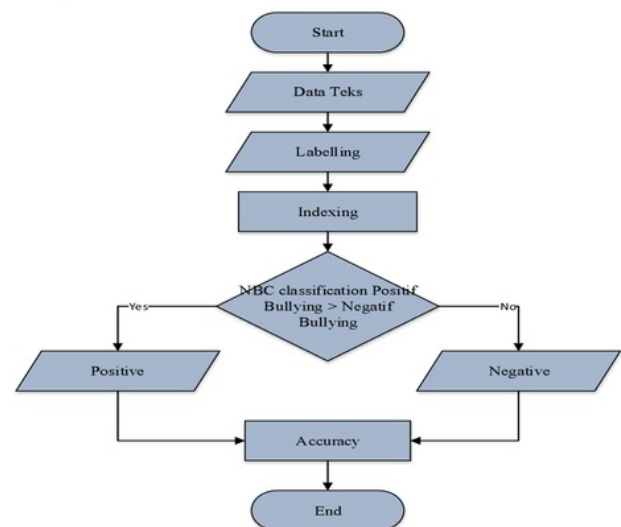 Start
Data Teks
Labelling
Indexing
NBC classification Positif
Bullying > Negatif
Bullying
Yes
No
Positive
Negative
Accuracy
End